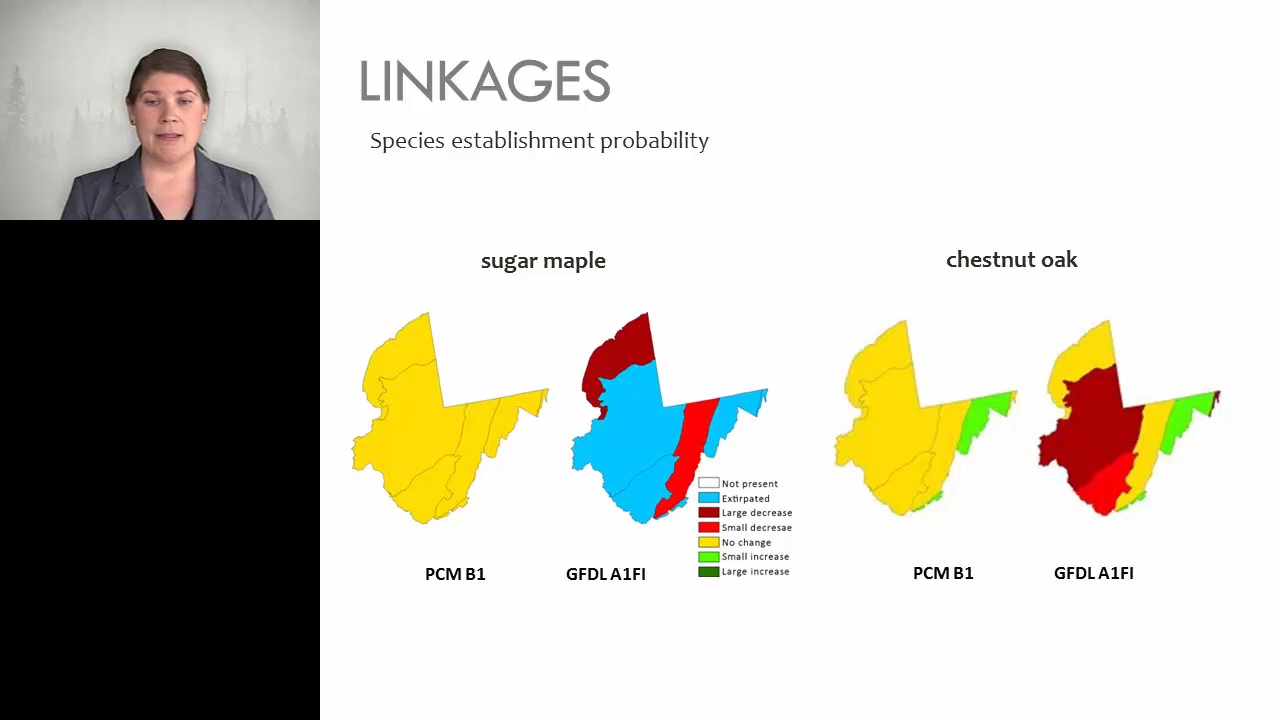 LINKAGES
Species establishment probability
sugar maple
chestnut oak
Not present
Extirpated
Large decrease
Small decresae
No change
Small increase
Large increase
PCM B1
GFDL A1FI
PCM B1
GFDL A1FI